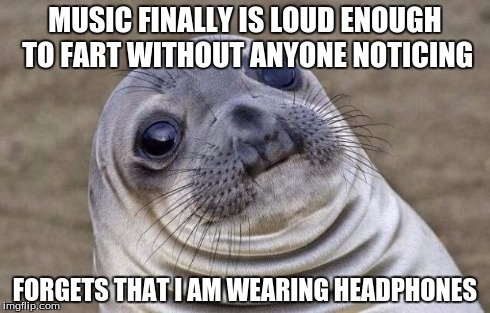 MUSIC FINALLY IS LOUD ENOUGH
TO FART WITHOUT ANYONE NOTICING
FORGETS THAT I AM WEARING HEADPHONES
imgflip.com